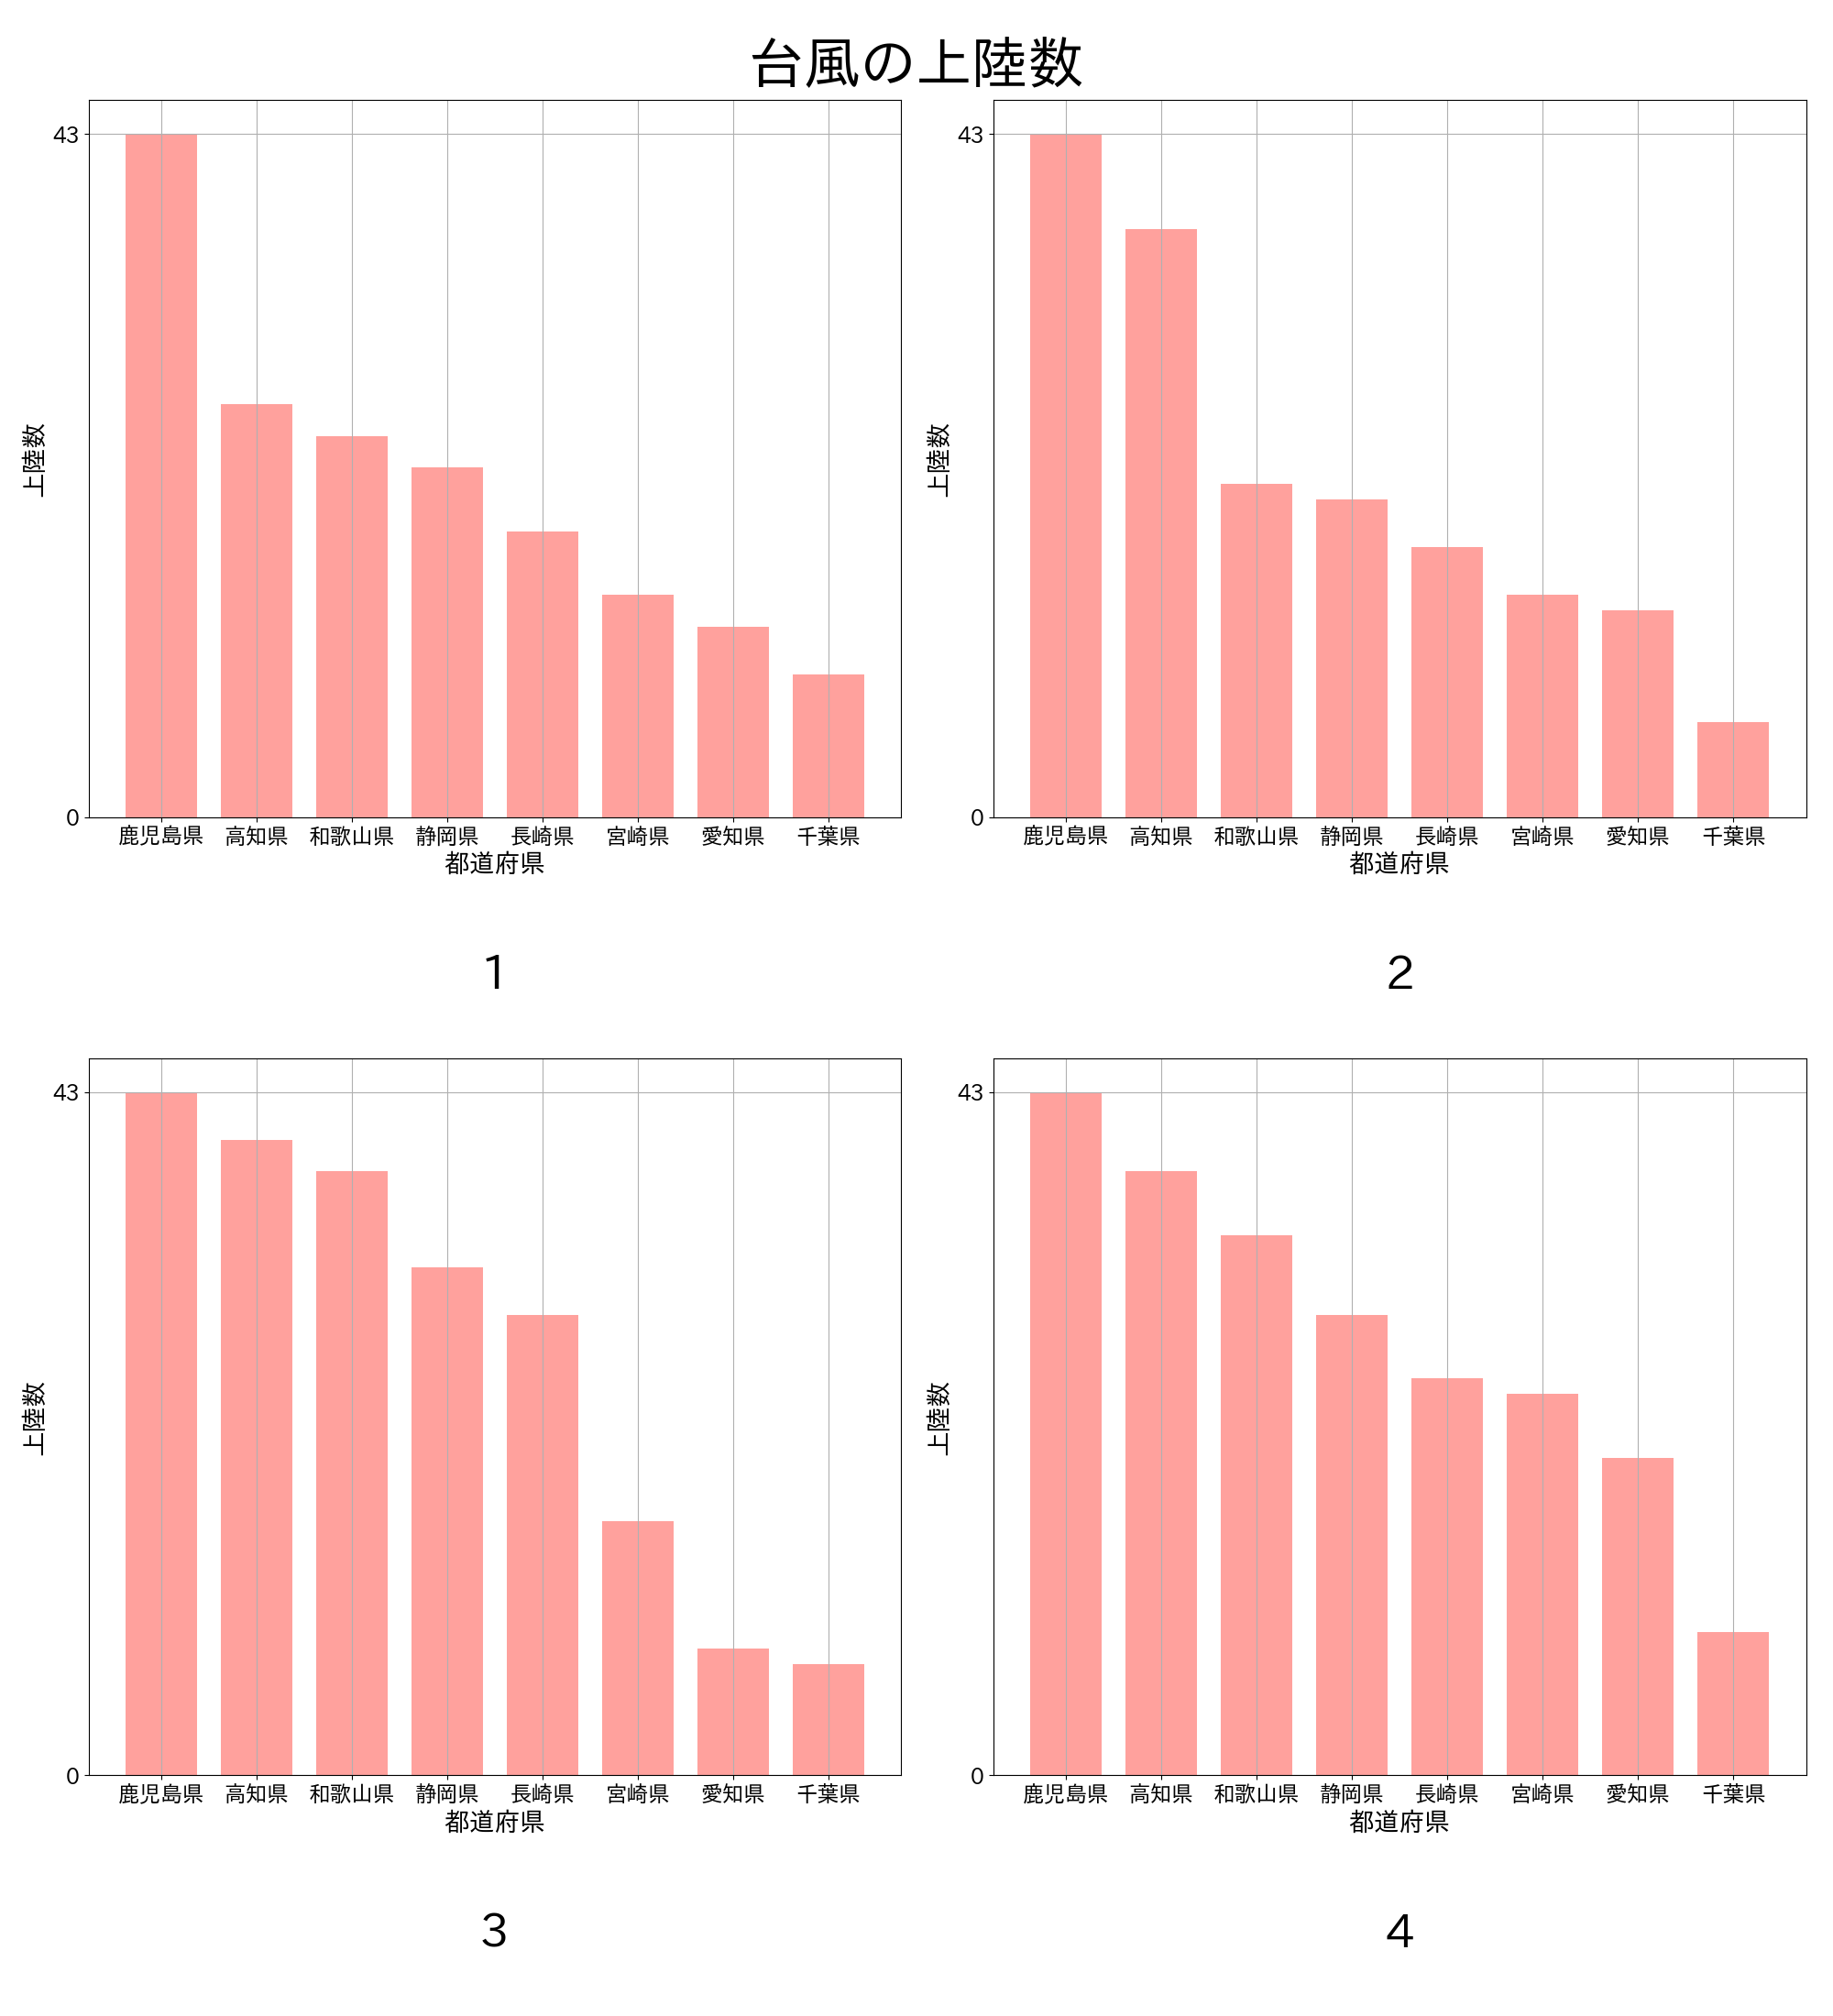 台風の上陸数
43
0
上陸数
鹿児島県 高知県 和歌山県 静岡県 長崎県 宮崎県 愛知県 千葉県
都道府県
1
43
0
上陸数
鹿児島県 高知県 和歌山県 静岡県 長崎県 宮崎県 愛知県 千葉県
都道府県
2
43
0
上陸数
鹿児島県 高知県 和歌山県 静岡県 長崎県 宮崎県 愛知県 千葉県
都道府県
3
43
0
上陸数
鹿児島県 高知県 和歌山県 静岡県 長崎県 宮崎県 愛知県 千葉県
都道府県
4